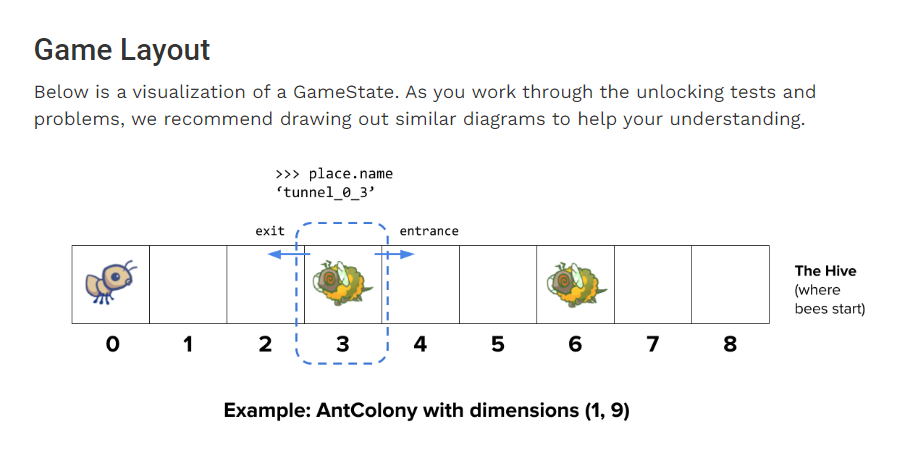 Game Layout
Below is a visualization of a GameState. As you work through the unlocking tests and
problems, we recommend drawing out similar diagrams to help your understanding.
>>> place.name
‘tunnel_0_3’
exit
entrance
The Hive
(where
bees start)
0 1 2 3 4 5 6 7 8
Example: AntColony with dimensions (1, 9)